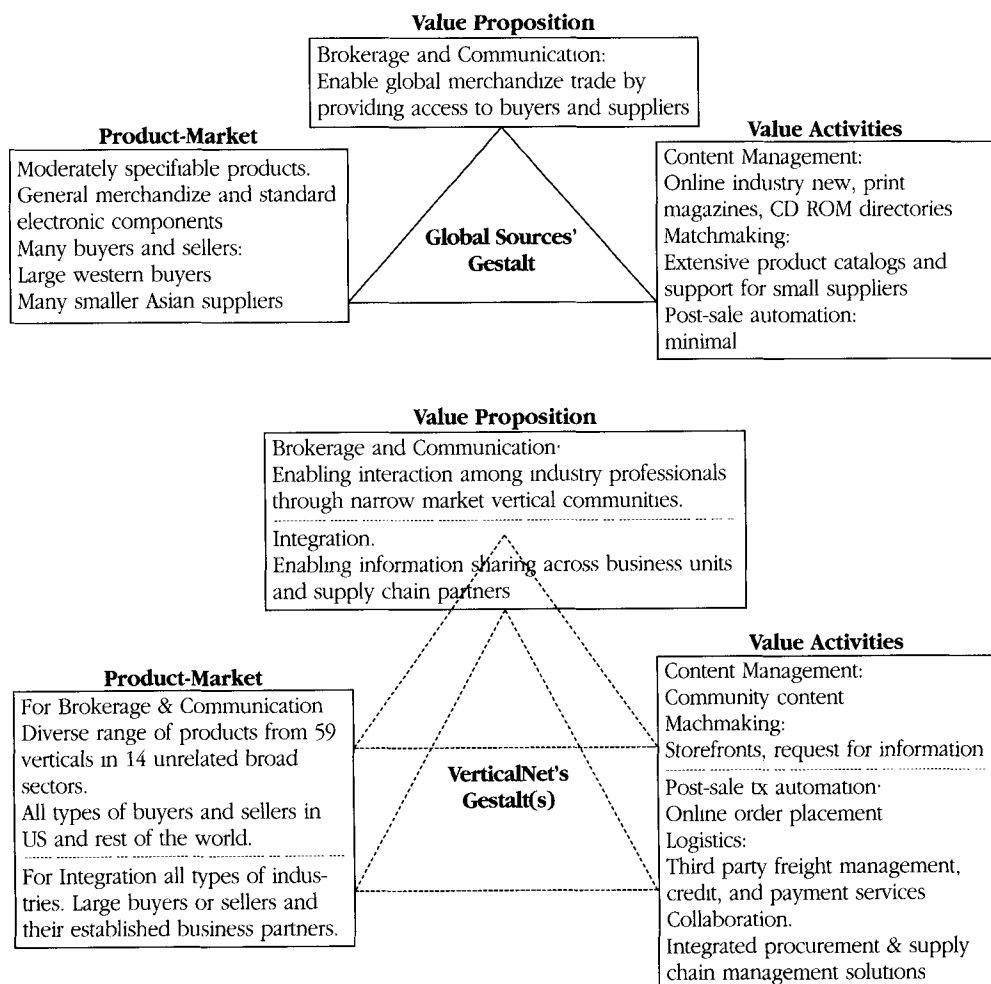 Value Proposition
Brokerage and Communication:
Enable global merchandize trade by
providing access to buyers and suppliers
Product-Market
Moderately specifiable products.
General merchandize and standard
electronic components
Many buyers and sellers:
Large western buyers
Many smaller Asian suppliers
Global Sources'
Gestalt
Value Activities
Content Management:
Online industry new, print
magazines, CD ROM directories
Matchmaking:
Extensive product catalogs and
support for small suppliers
Post-sale automation:
minimal
Value Proposition
Brokerage and Communication·
Enabling interaction among industry professionals
through narrow market vertical communities.
Integration.
Enabling information sharing across business units
and supply chain partners
Product-Market
For Brokerage & Communication
Diverse range of products from 59
verticals in 14 unrelated broad
sectors.
All types of buyers and sellers in
US and rest of the world.
For Integration all types of indus-
tries. Large buyers or sellers and
their established business partners.
VerticalNet's
Gestalt(s)
Value Activities
Content Management:
Community content
Machmaking:
Storefronts, request for information
Post-sale tx automation·
Online order placement
Logistics:
Third party freight management,
credit, and payment services
Collaboration.
Integrated procurement & supply
chain management solutions